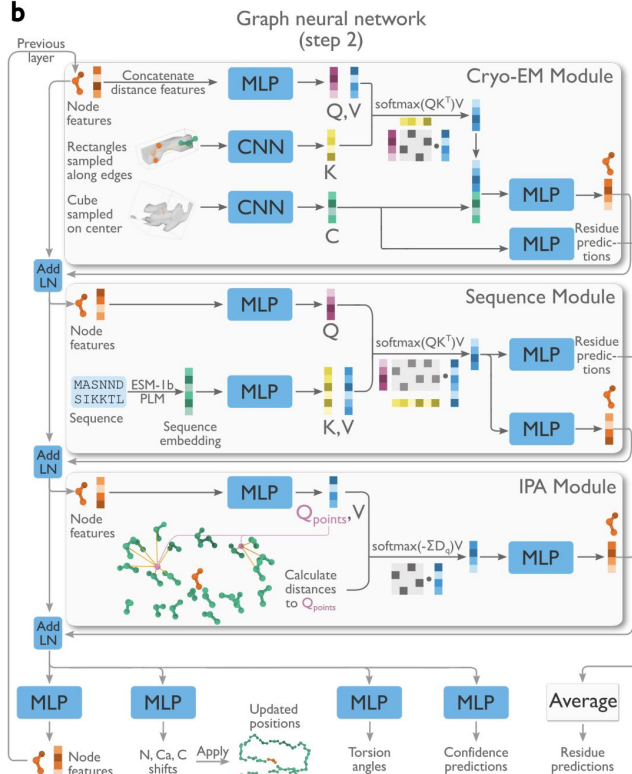 b
Graph neural network
(step 2)
Previous
layer
Cryo-EM Module
Node
features
Concatenate
distance features
MLP
Q,V
softmax(QKᵀ)V
Rectangles
sampled
along edges
CNN
K
Cube
sampled
on center
CNN
C
MLP
MLP
Residue
predic-
tions
Add
LN
Sequence Module
Node
features
MLP
Q
softmax(QKᵀ)V
MASNND
SIKKTL
Sequence
ESM-1b
PLM
Sequence
embedding
MLP
K,V
MLP
Residue
predic-
tions
MLP
Add
LN
IPA Module
Node
features
MLP
Qpoints,V
Calculate
distances
to Qpoints
softmax(-ΣDq)V
MLP
Add
LN
MLP
MLP
MLP
MLP
Average
Node
features
N, Ca, C
shifts
Apply
Updated
positions
Torsion
angles
Confidence
predictions
Residue
predictions